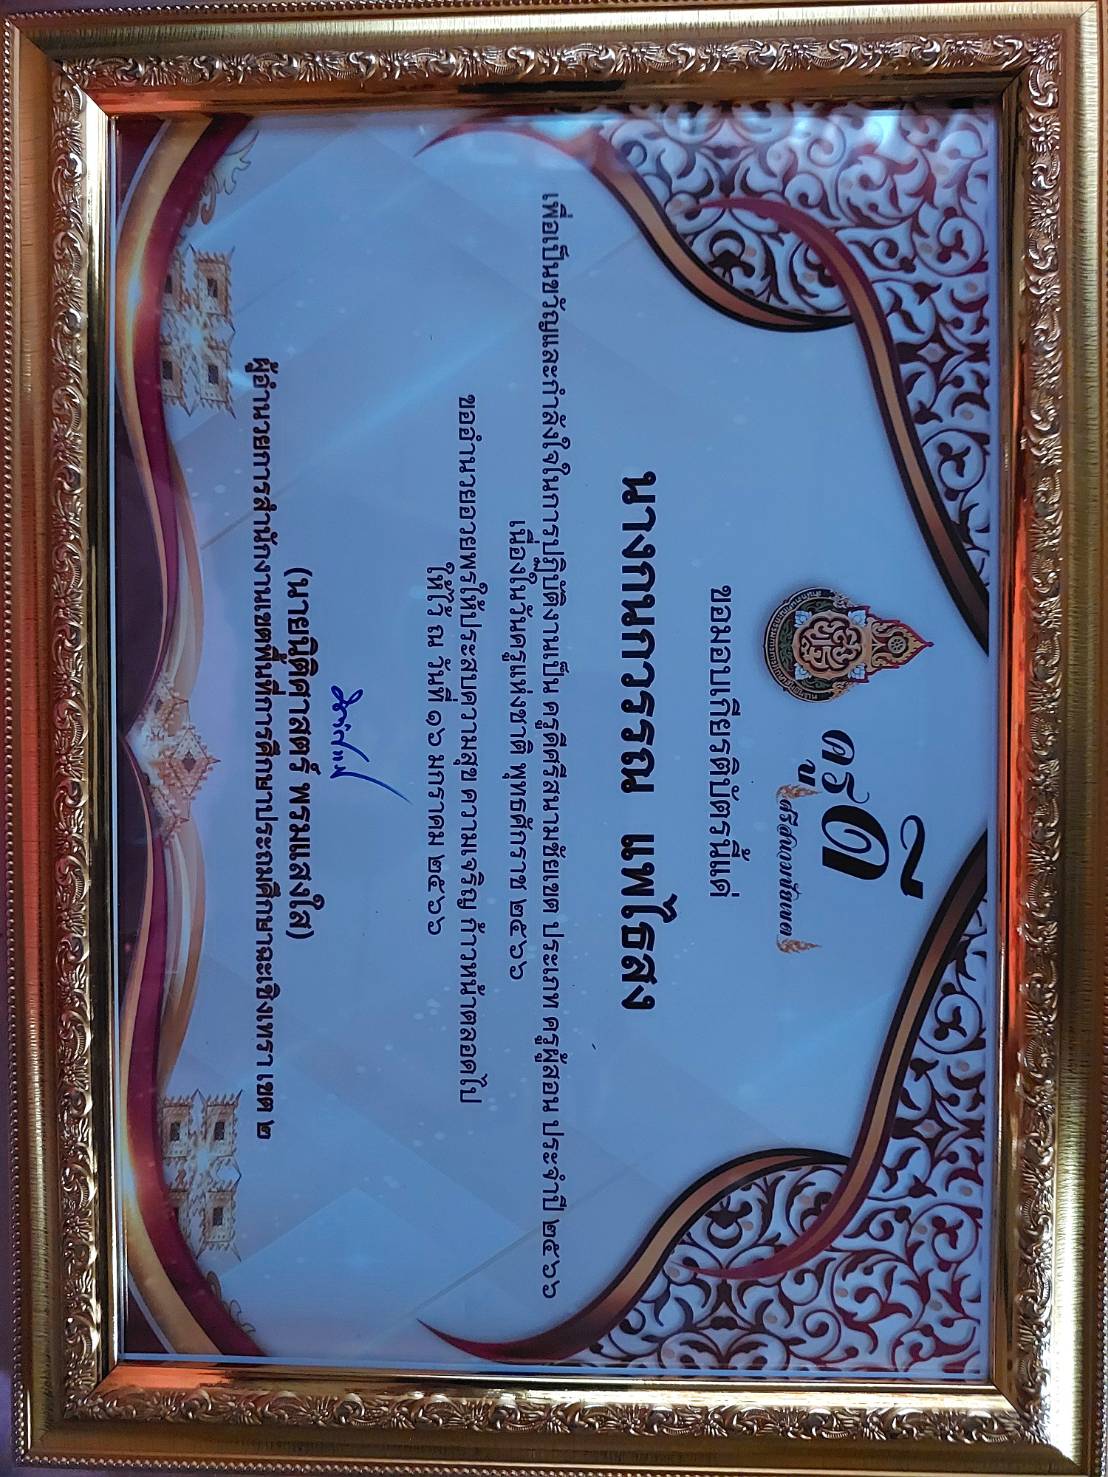 ครูดี
ศรีสนามชัยเขต
ขอมอบเกียรติบัตรนี้แด่
นางกนกวรรณ แพไธสง
เพื่อเป็นขวัญและกำลังใจในการปฏิบัติงานเป็น ครูดีศรีสนามชัยเขต ประเภท ครูผู้สอน ประจำปี ๒๕๖๖
เนื่องในวันครูแห่งชาติ พุทธศักราช ๒๕๖๖
ขออำนวยอวยพรให้ประสบความสุข ความเจริญ ก้าวหน้าตลอดไป
ให้ไว้ ณ วันที่ ๑๖ มกราคม ๒๕๖๖
(นายนิติศาสตร์ พรมแสงใส)
ผู้อำนวยการสำนักงานเขตพื้นที่การศึกษาประถมศึกษาฉะเชิงเทรา เขต ๒